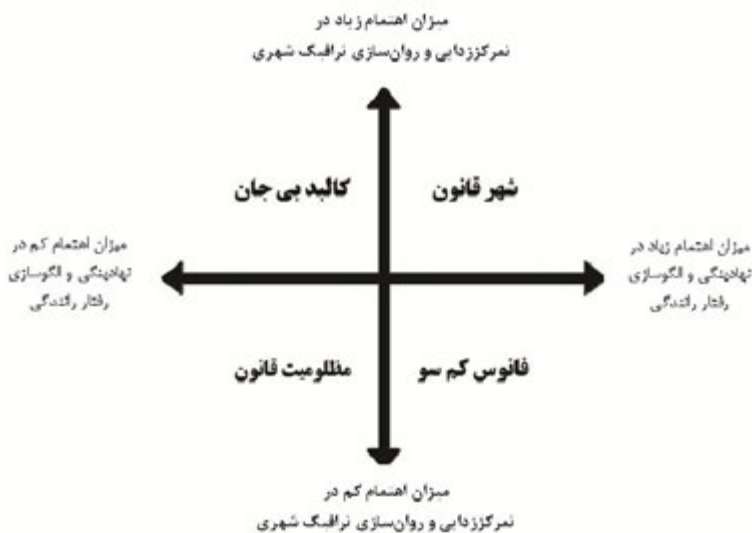 میزان اهتمام زیاد در
تمرکززدایی و روان‌سازی ترافیک شهری
شهر قانون
کالبد بی جان
میزان اهتمام زیاد در
نهادینگی و الگوسازی
رفتار رانندگی
میزان اهتمام کم در
نهادینگی و الگوسازی
رفتار رانندگی
فانوس کم سو
مظلومیت قانون
میزان اهتمام کم در
تمرکززدایی و روان‌سازی ترافیک شهری